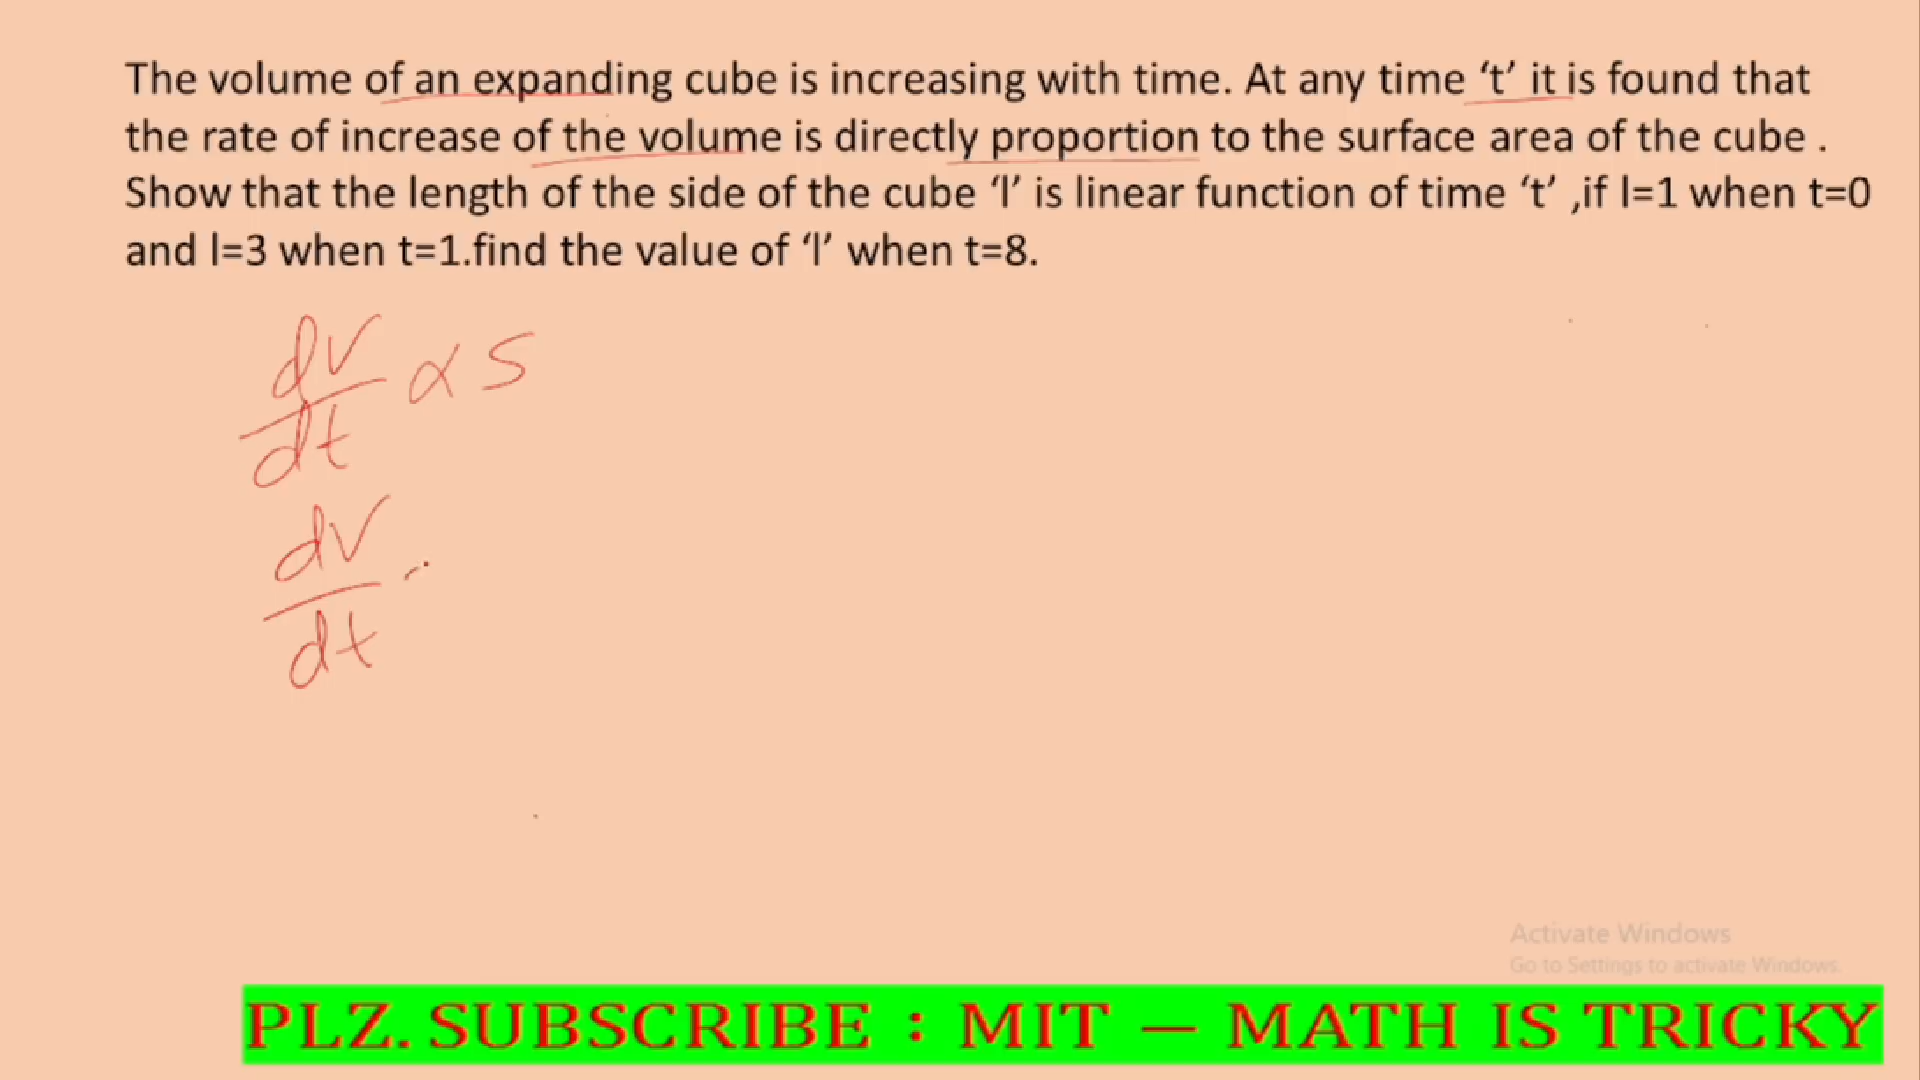 The volume of an expanding cube is increasing with time. At any time ‘t’ it is found that
the rate of increase of the volume is directly proportion to the surface area of the cube .
Show that the length of the side of the cube ‘l’ is linear function of time ‘t’ ,if l=1 when t=0
and l=3 when t=1.find the value of ‘l’ when t=8.
dV
dt
∝ S
dV
dt
Activate Windows
Go to Settings to activate Windows.
PLZ. SUBSCRIBE : MIT – MATH IS TRICKY